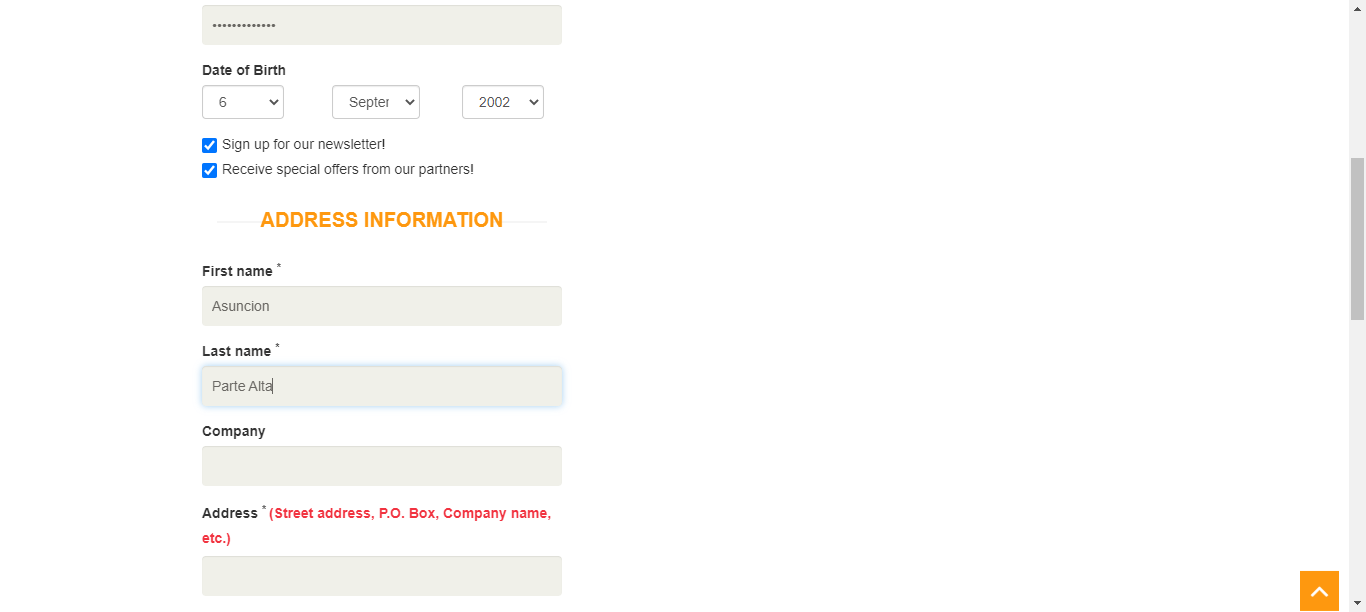 •••••••••••••
Date of Birth
6 Septer 2002
Sign up for our newsletter!
Receive special offers from our partners!
ADDRESS INFORMATION
First name *
Asuncion
Last name *
Parte Alta
Company
Address * (Street address, P.O. Box, Company name,
etc.)